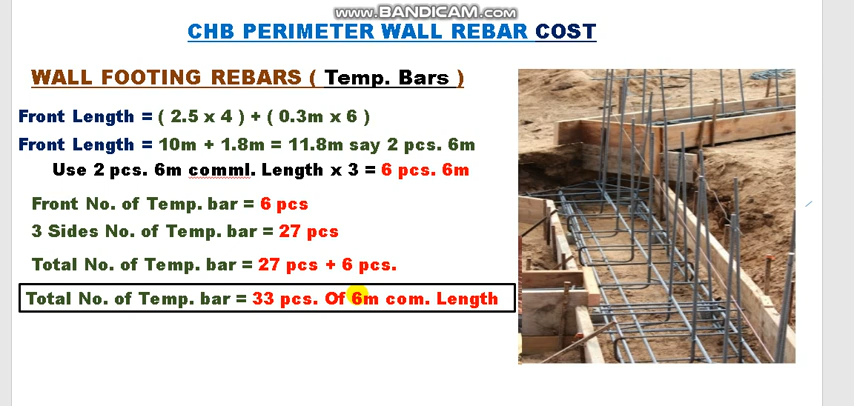 www.BANDICAM.com
CHB PERIMETER WALL REBAR COST
WALL FOOTING REBARS ( Temp. Bars )
Front Length = ( 2.5 x 4 ) + ( 0.3m x 6 )
Front Length = 10m + 1.8m = 11.8m say 2 pcs. 6m
Use 2 pcs. 6m comml. Length x 3 = 6 pcs. 6m
Front No. of Temp. bar = 6 pcs
3 Sides No. of Temp. bar = 27 pcs
Total No. of Temp. bar = 27 pcs + 6 pcs.
Total No. of Temp. bar = 33 pcs. Of 6m com. Length